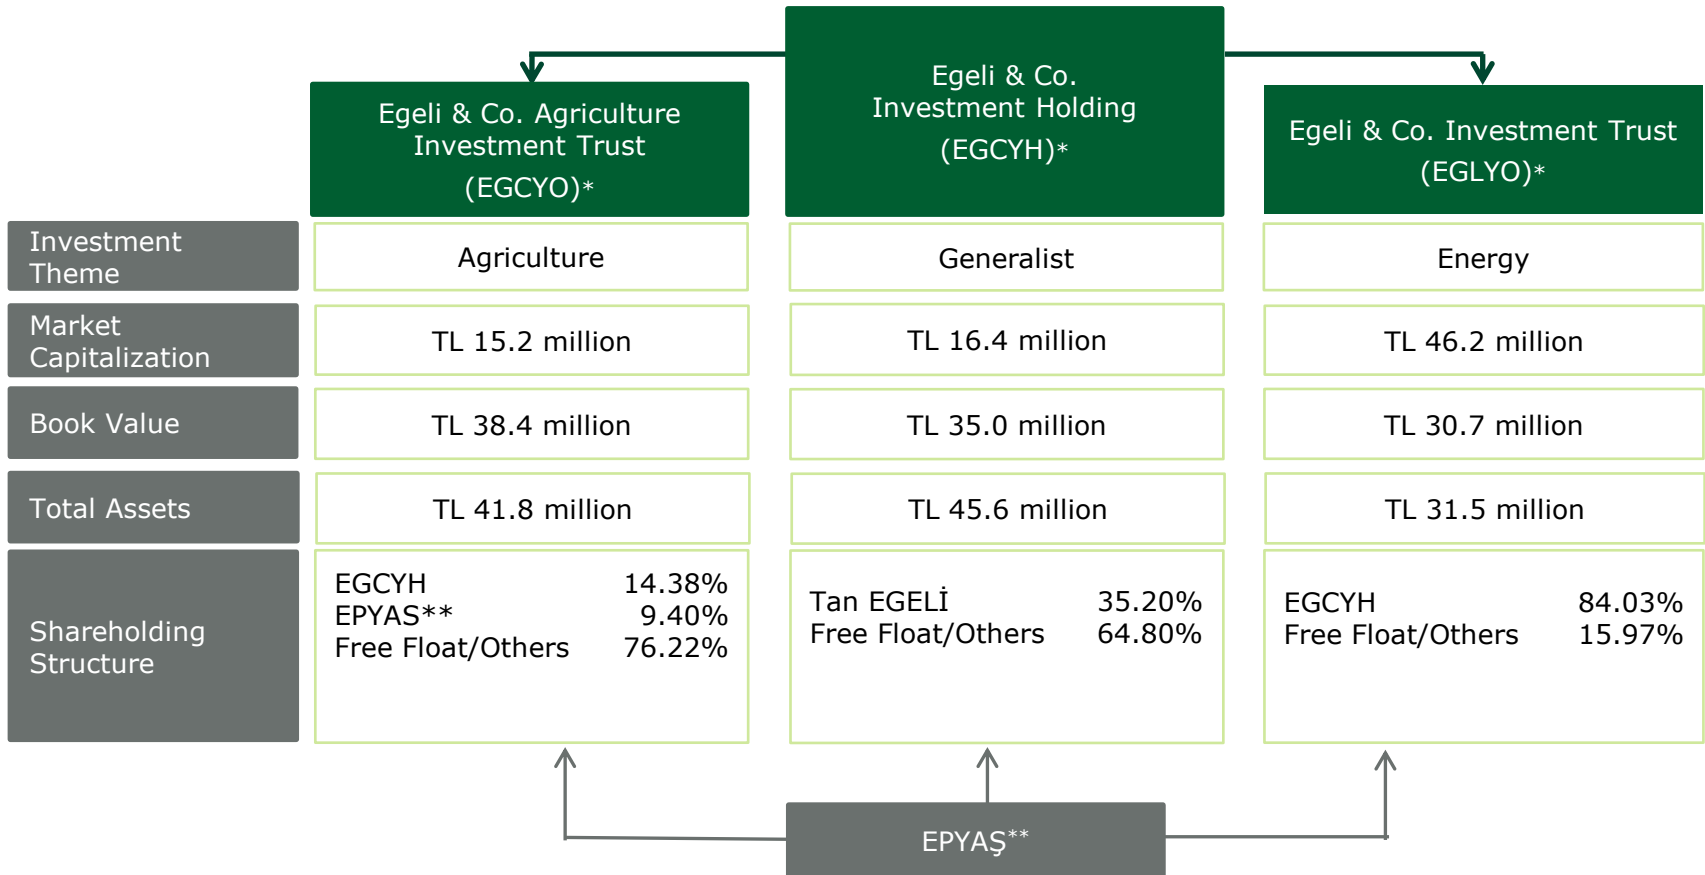 Egeli & Co. Agriculture
Investment Trust
(EGCYO)*
Egeli & Co.
Investment Holding
(EGCYH)*
Egeli & Co. Investment Trust
(EGLYO)*
Investment
Theme
Agriculture
Generalist
Energy
Market
Capitalization
TL 15.2 million
TL 16.4 million
TL 46.2 million
Book Value
TL 38.4 million
TL 35.0 million
TL 30.7 million
Total Assets
TL 41.8 million
TL 45.6 million
TL 31.5 million
Shareholding
Structure
EGCYH 14.38%
EPYAS** 9.40%
Free Float/Others 76.22%
Tan EGELİ 35.20%
Free Float/Others 64.80%
EGCYH 84.03%
Free Float/Others 15.97%
EPYAŞ**